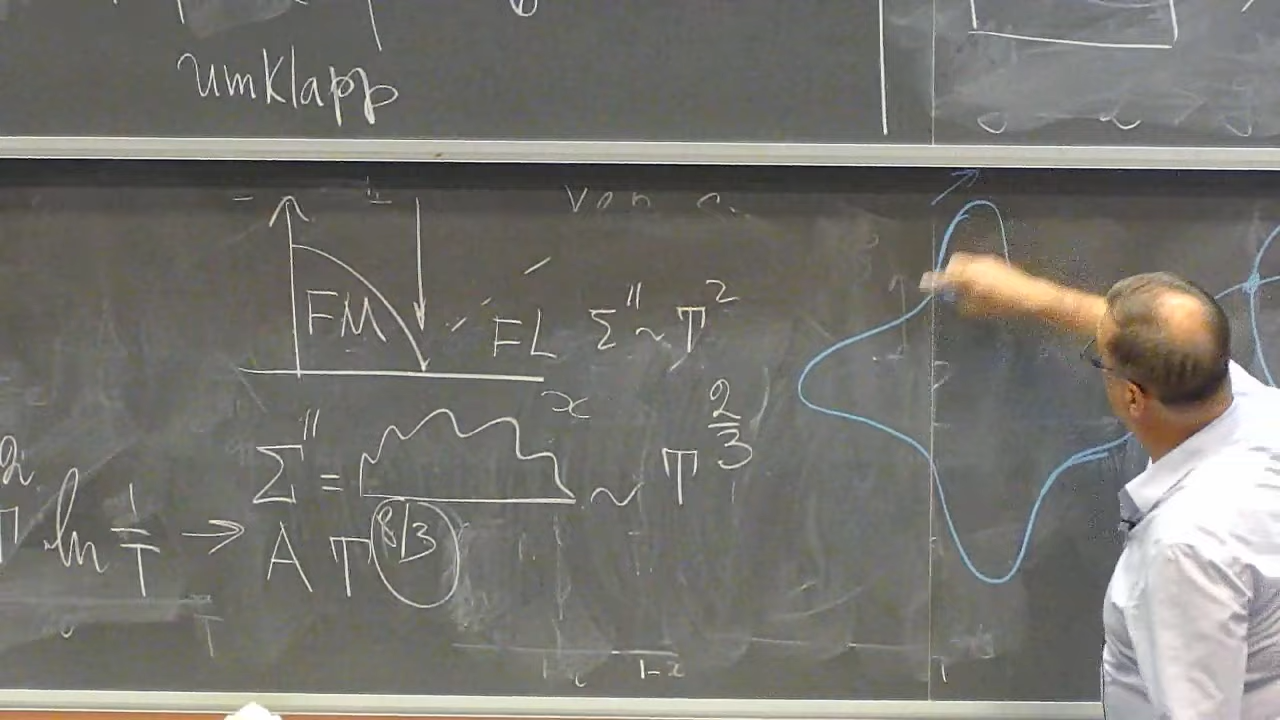 umklapp
FM
FL Σ'' ~ T²
x
Σ'' = ~ T^{2/3}
ln 1/T → A T^{8/3}
1-x